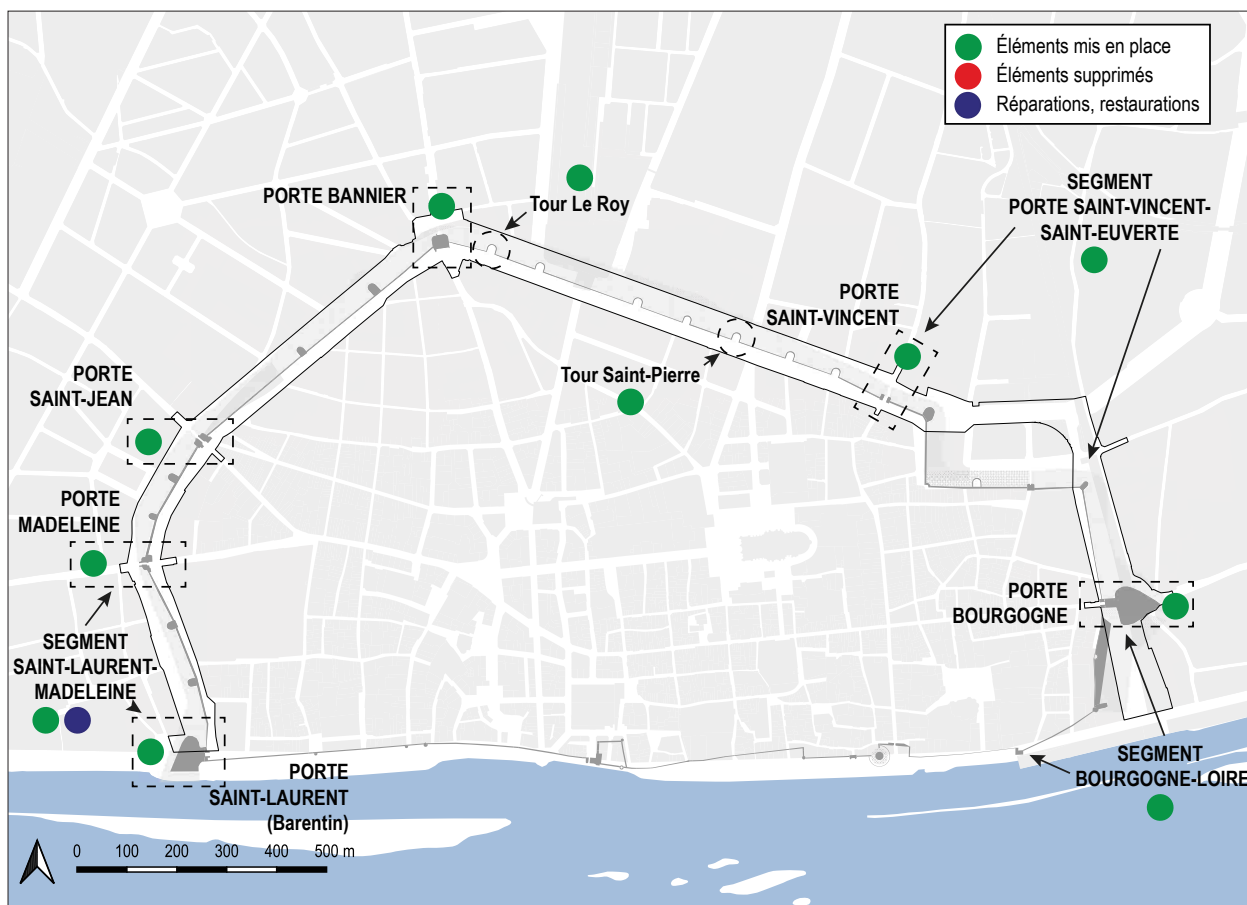 Éléments mis en place
Éléments supprimés
Réparations, restaurations
PORTE BANNIER
Tour Le Roy
SEGMENT
PORTE SAINT-VINCENT-
SAINT-EUVERTE
PORTE
SAINT-VINCENT
Tour Saint-Pierre
PORTE
SAINT-JEAN
PORTE
MADELEINE
SEGMENT
SAINT-LAURENT-
MADELEINE
PORTE
BOURGOGNE
SEGMENT
BOURGOGNE-LOIRE
PORTE
SAINT-LAURENT
(Barentin)
0 100 200 300 400 500 m